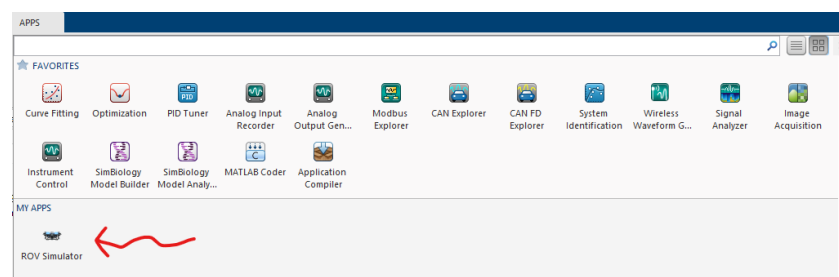 APPS
FAVORITES
Curve Fitting
Optimization
PID Tuner
Analog Input
Recorder
Analog
Output Gen...
Modbus
Explorer
CAN Explorer
CAN FD
Explorer
System
Identification
Wireless
Waveform G...
Signal
Analyzer
Image
Acquisition
PID
Instrument
Control
SimBiology
Model Builder
SimBiology
Model Analy...
MATLAB Coder
Application
Compiler
C
MY APPS
ROV Simulator